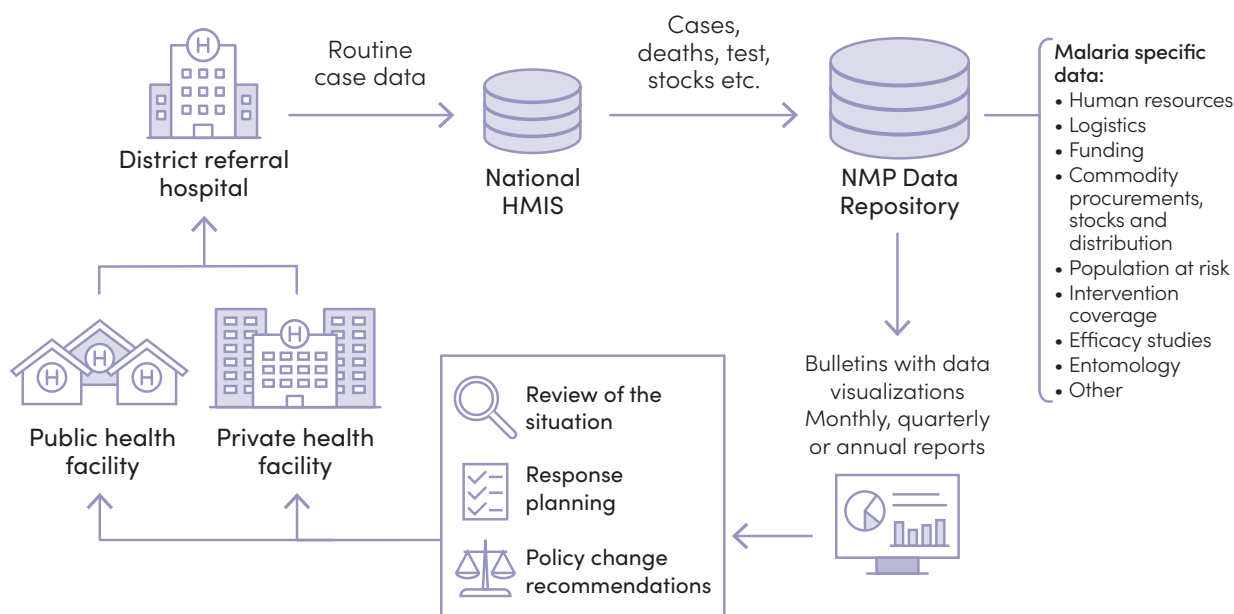 Routine
case data
Cases,
deaths, test,
stocks etc.
Malaria specific
data:
• Human resources
• Logistics
• Funding
• Commodity
procurements,
stocks and
distribution
• Population at risk
• Intervention
coverage
• Efficacy studies
• Entomology
• Other
H
District referral
hospital
National
HMIS
NMP Data
Repository
H
H
H
Public health
facility
H
Private health
facility
Review of the
situation
Response
planning
Policy change
recommendations
Bulletins with data
visualizations
Monthly, quarterly
or annual reports